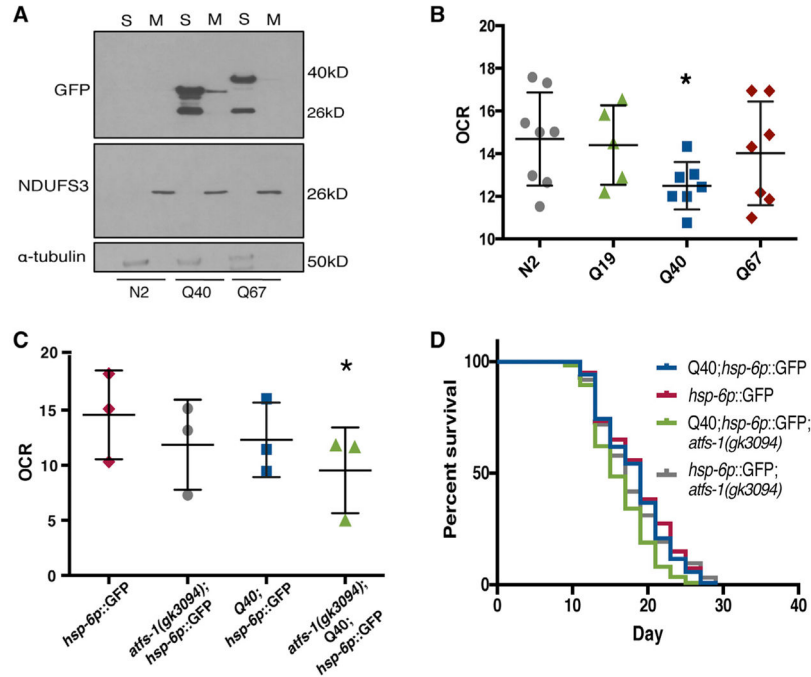 A
S M S M S M
GFP
40kD
26kD
NDUFS3
26kD
α-tubulin
50kD
N2 Q40 Q67
B
20
18
16
14
12
10
OCR
*
N2 Q19 Q40 Q67
C
20
15
10
5
0
OCR
*
hsp-6p::GFP
atfs-1(gk3094);
hsp-6p::GFP
Q40;
hsp-6p::GFP
atfs-1(gk3094);
Q40;
hsp-6p::GFP
D
100
50
0
Percent survival
Q40;hsp-6p::GFP
hsp-6p::GFP
Q40;hsp-6p::GFP;
atfs-1(gk3094)
hsp-6p::GFP;
atfs-1(gk3094)
0 10 20 30 40
Day